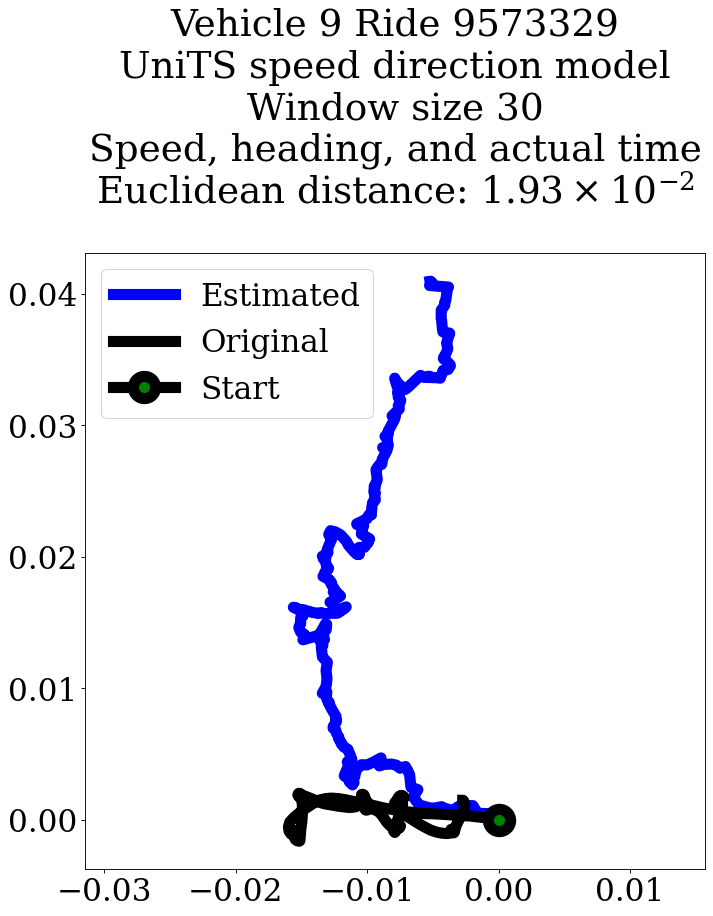 Vehicle 9 Ride 9573329
UniTS speed direction model
Window size 30
Speed, heading, and actual time
Euclidean distance: 1.93 × 10⁻²
Estimated
Original
Start
0.04
0.03
0.02
0.01
0.00
−0.03 −0.02 −0.01 0.00 0.01